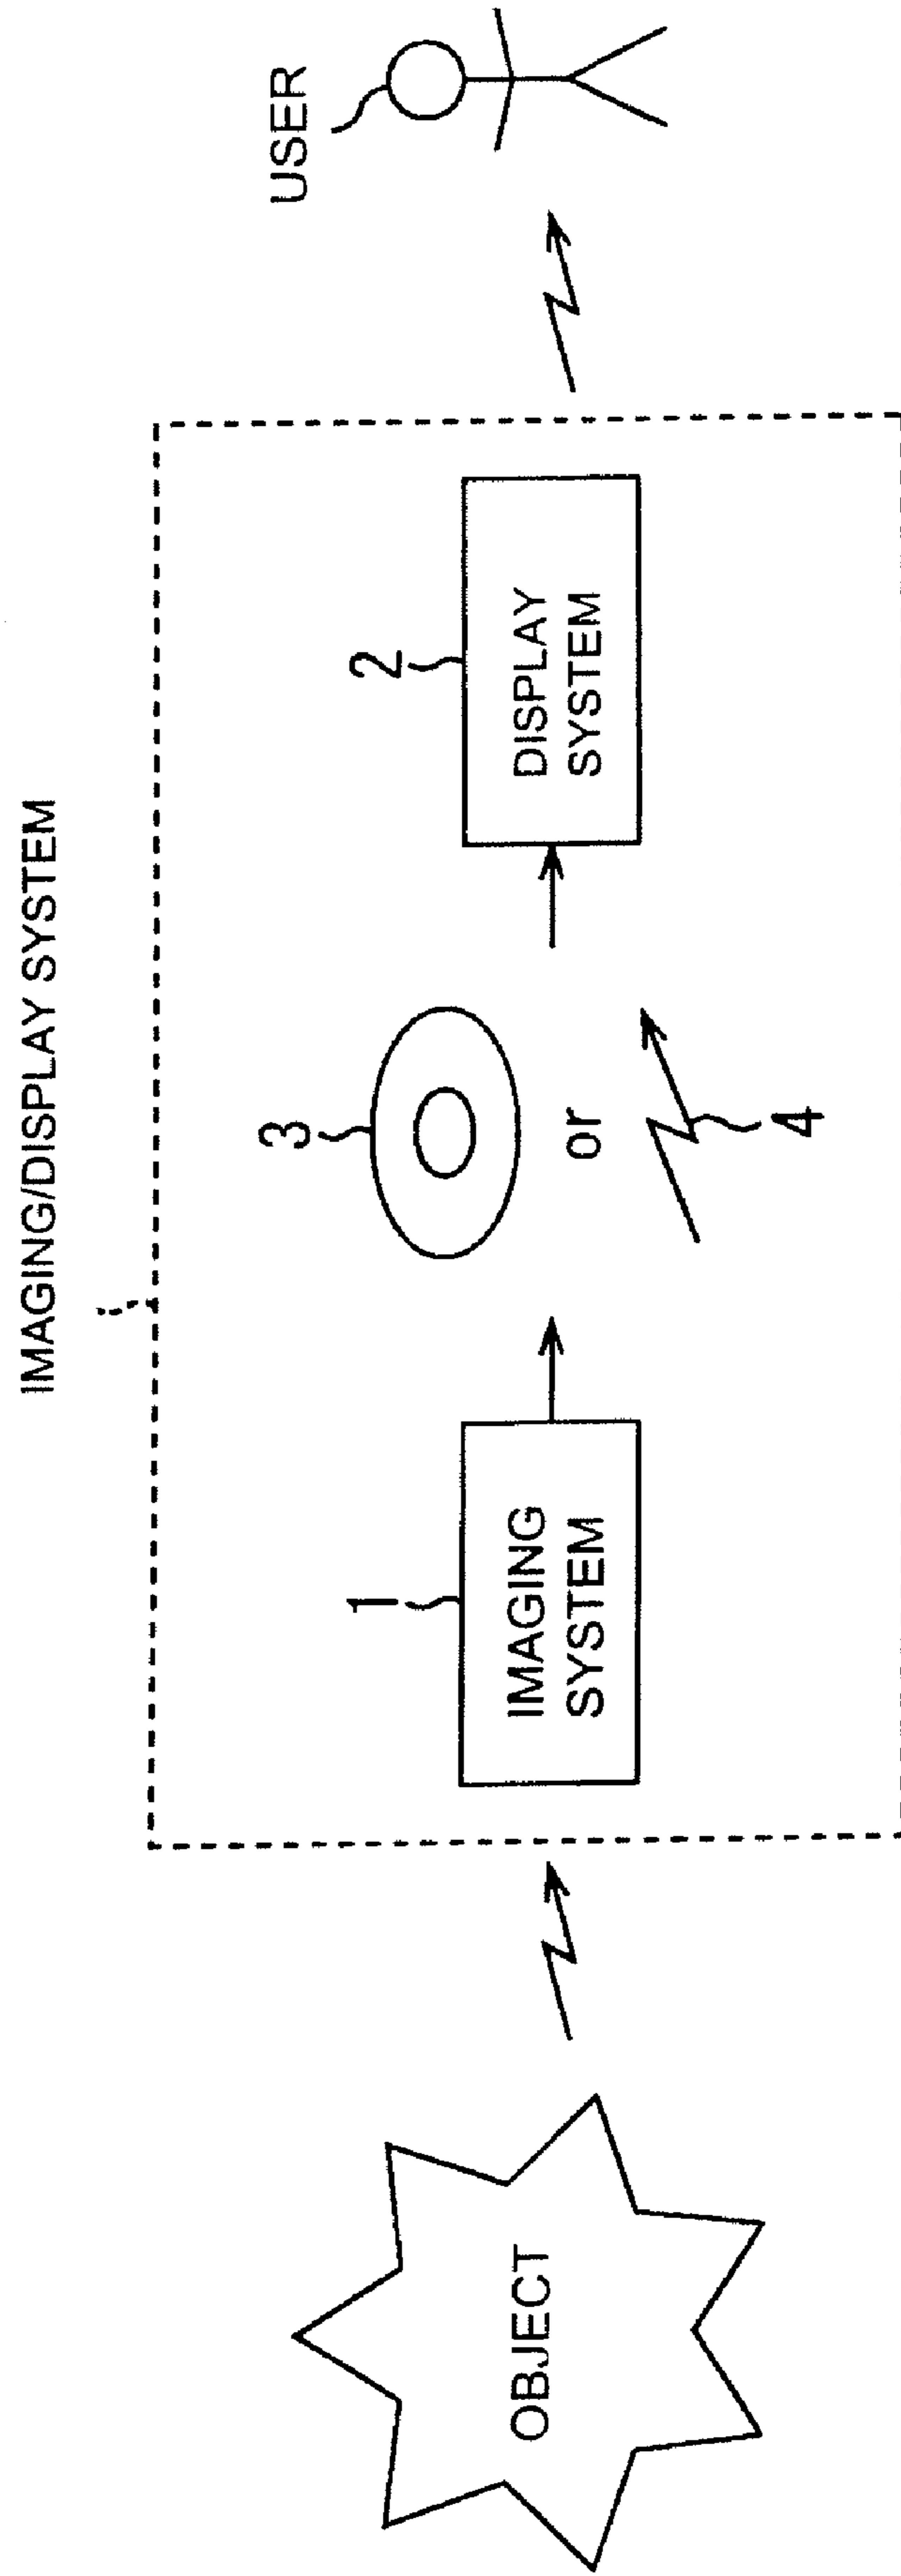 IMAGING/DISPLAY SYSTEM
OBJECT
1
IMAGING
SYSTEM
3
or
4
2
DISPLAY
SYSTEM
USER